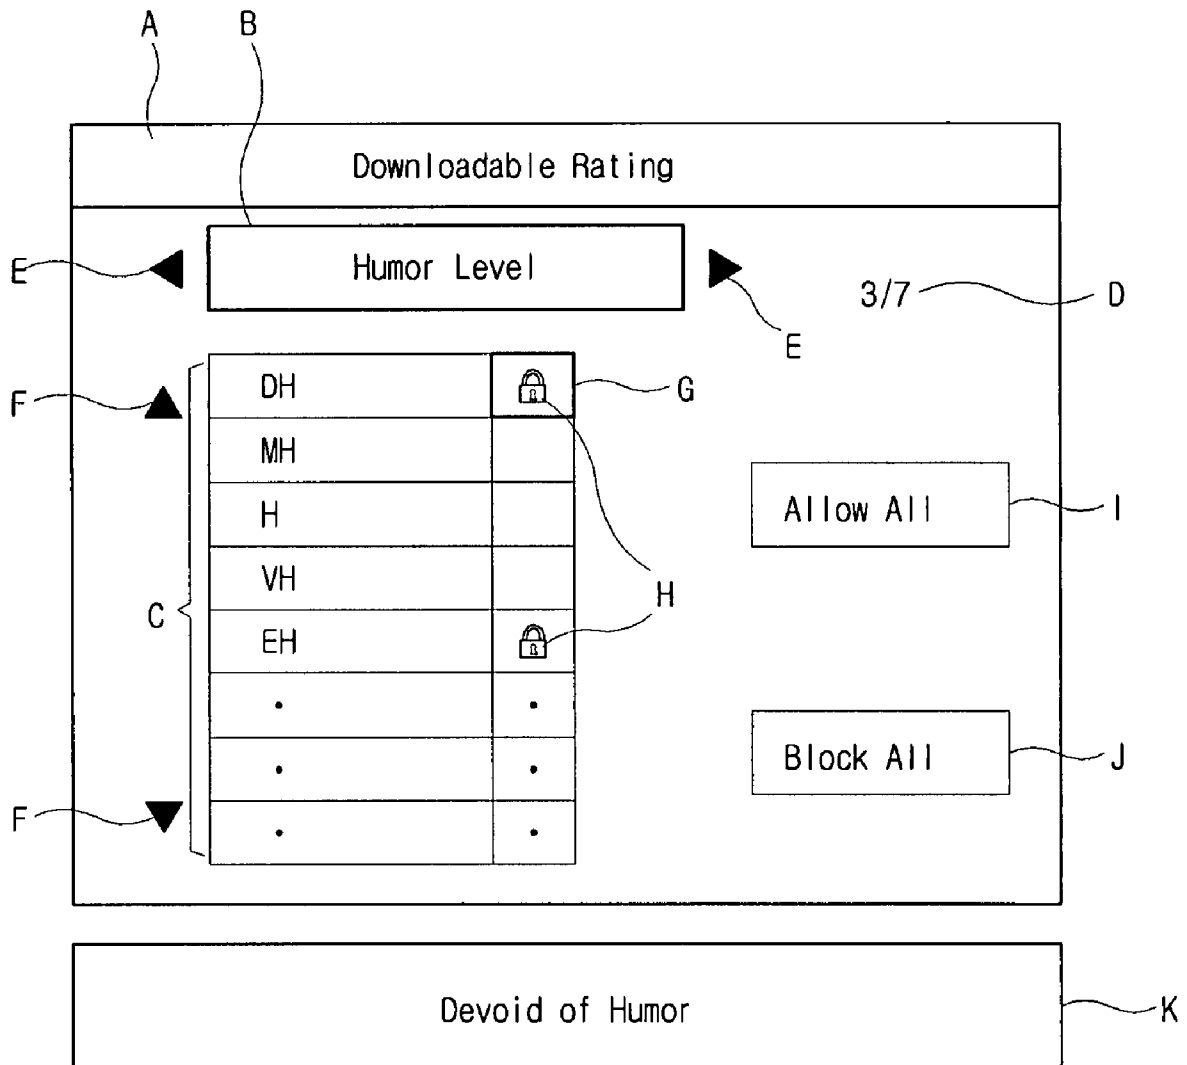 A B
Downloadable Rating
E Humor Level E 3/7 D
F DH G
MH
H Allow All I
VH
C H
EH
Block All J
F
Devoid of Humor K